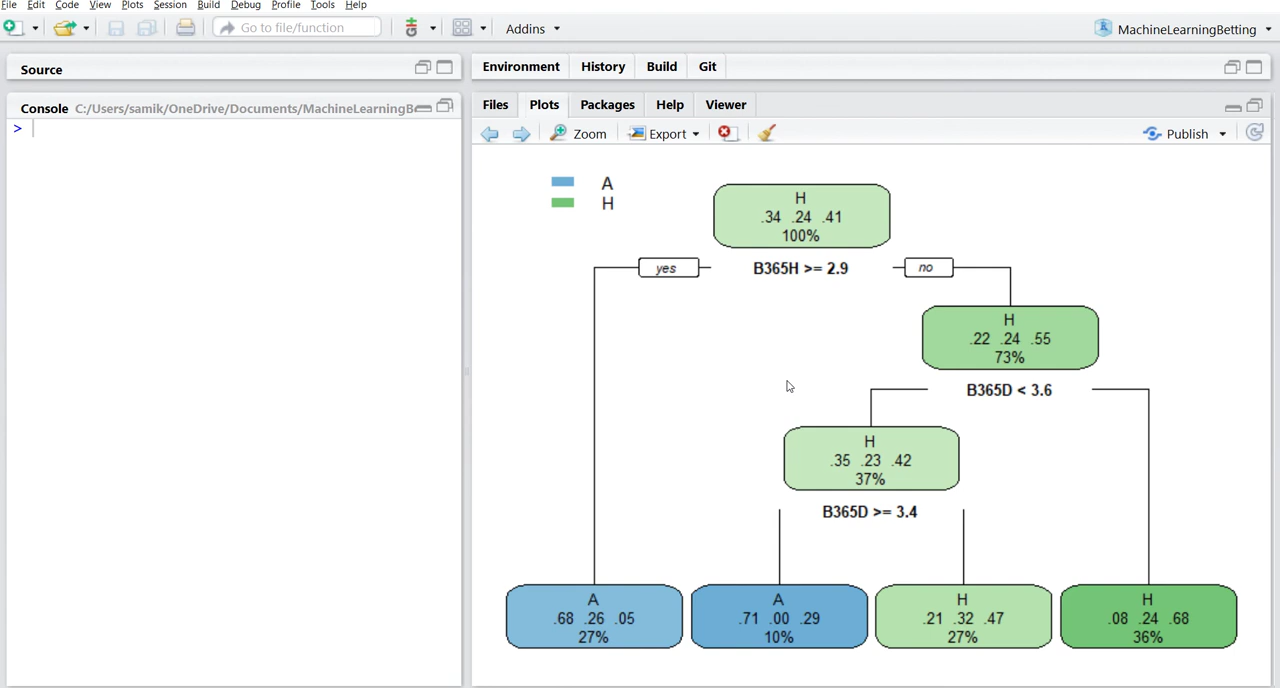 File Edit Code View Plots Session Build Debug Profile Tools Help
Go to file/function Addins MachineLearningBetting
Source
Environment History Build Git
Console C:/Users/samik/OneDrive/Documents/MachineLearningB
>
Files Plots Packages Help Viewer
Zoom Export Publish
A
H
H
.34 .24 .41
100%
yes B365H >= 2.9 no
H
.22 .24 .55
73%
B365D < 3.6
H
.35 .23 .42
37%
B365D >= 3.4
A
.68 .26 .05
27%
A
.71 .00 .29
10%
H
.21 .32 .47
27%
H
.08 .24 .68
36%